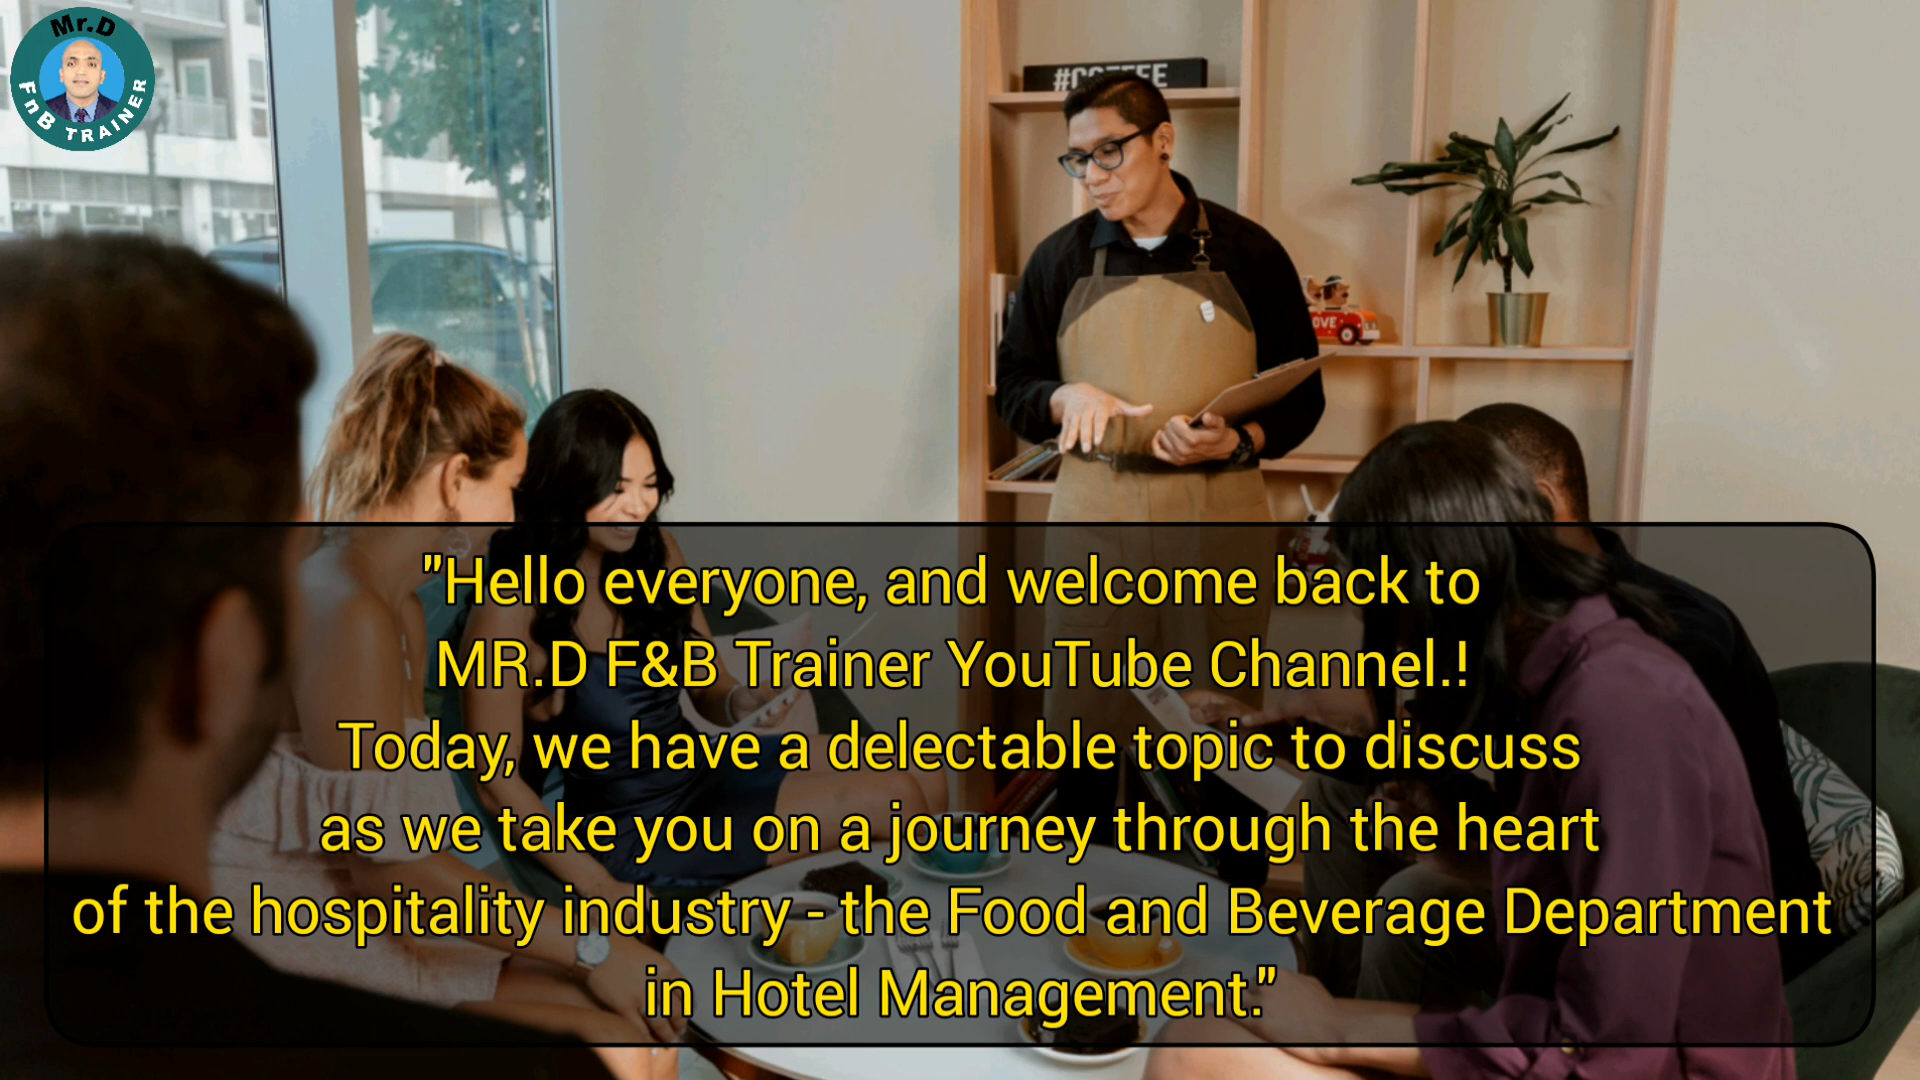 Mr.D
FnB TRAINER
#COFFEE
OVE
"Hello everyone, and welcome back to
MR.D F&B Trainer YouTube Channel.!
Today, we have a delectable topic to discuss
as we take you on a journey through the heart
of the hospitality industry - the Food and Beverage Department
in Hotel Management."